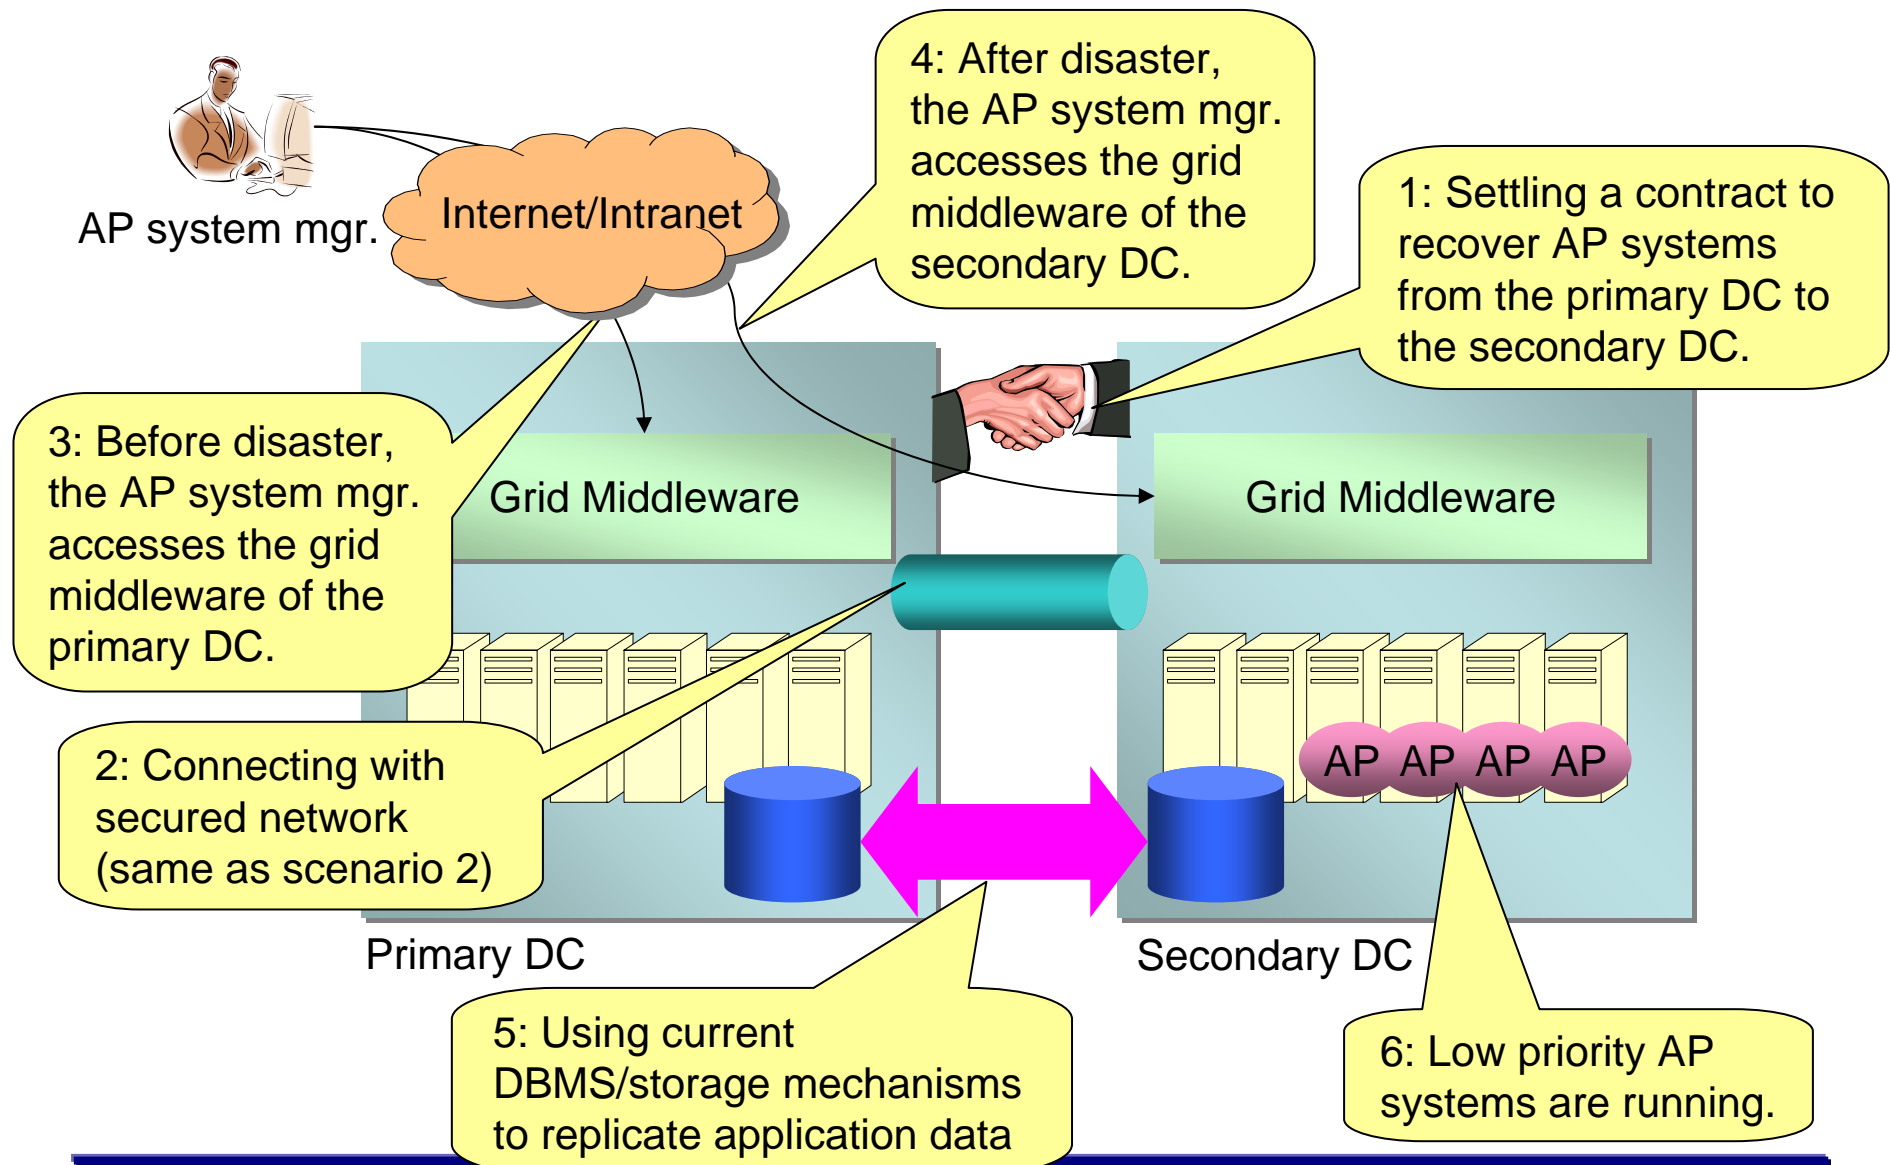 4: After disaster,
the AP system mgr.
accesses the grid
middleware of the
secondary DC.
1: Settling a contract to
recover AP systems
from the primary DC to
the secondary DC.
AP system mgr.
Internet/Intranet
3: Before disaster,
the AP system mgr.
accesses the grid
middleware of the
primary DC.
Grid Middleware
Grid Middleware
2: Connecting with
secured network
(same as scenario 2)
AP AP AP AP
Primary DC
Secondary DC
5: Using current
DBMS/storage mechanisms
to replicate application data
6: Low priority AP
systems are running.